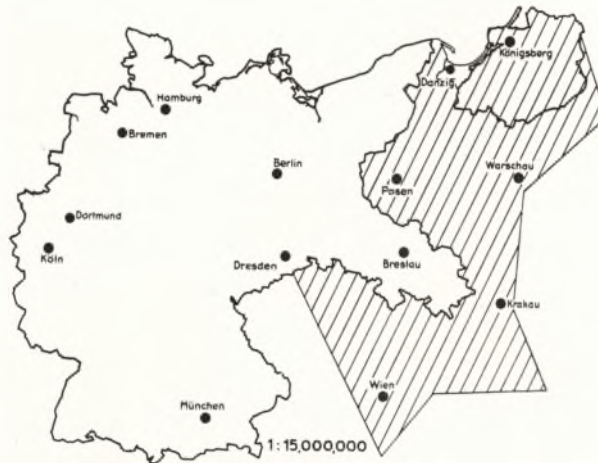 Königsberg
Danzig
Hamburg
Bremen
Berlin
Posen
Warschau
Dortmund
Köln
Dresden
Breslau
Krakau
Wien
München
1:15,000,000